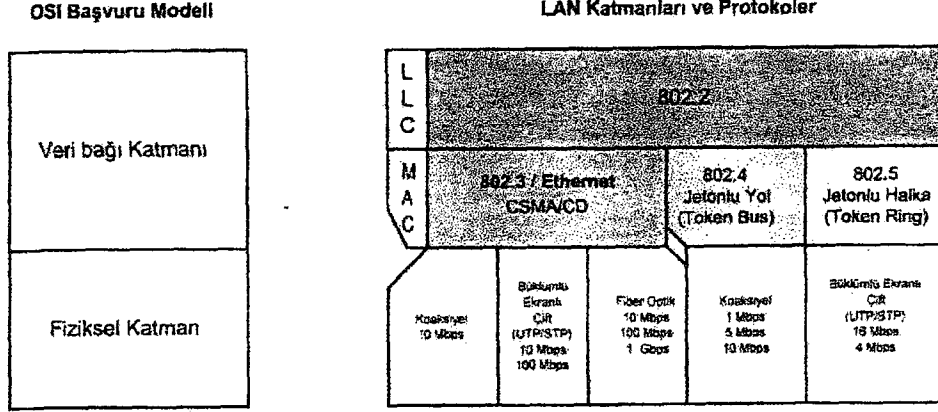 OSI Başvuru Modeli
LAN Katmanları ve Protokoler
Veri bağı Katmanı
Fiziksel Katman
L
L
C
802.2
M
A
C
802.3 / Ethernet
CSMA/CD
802.4
Jetonlu Yol
(Token Bus)
802.5
Jetonlu Halka
(Token Ring)
Koaksiyel
10 Mbps
Büklümlü
Ekranlı
Çift
(UTP/STP)
10 Mbps
100 Mbps
Fiber Optik
10 Mbps
100 Mbps
1 Gbps
Koaksiyel
1 Mbps
5 Mbps
10 Mbps
Büklümlü Ekranlı
Çift
(UTP/STP)
16 Mbps
4 Mbps